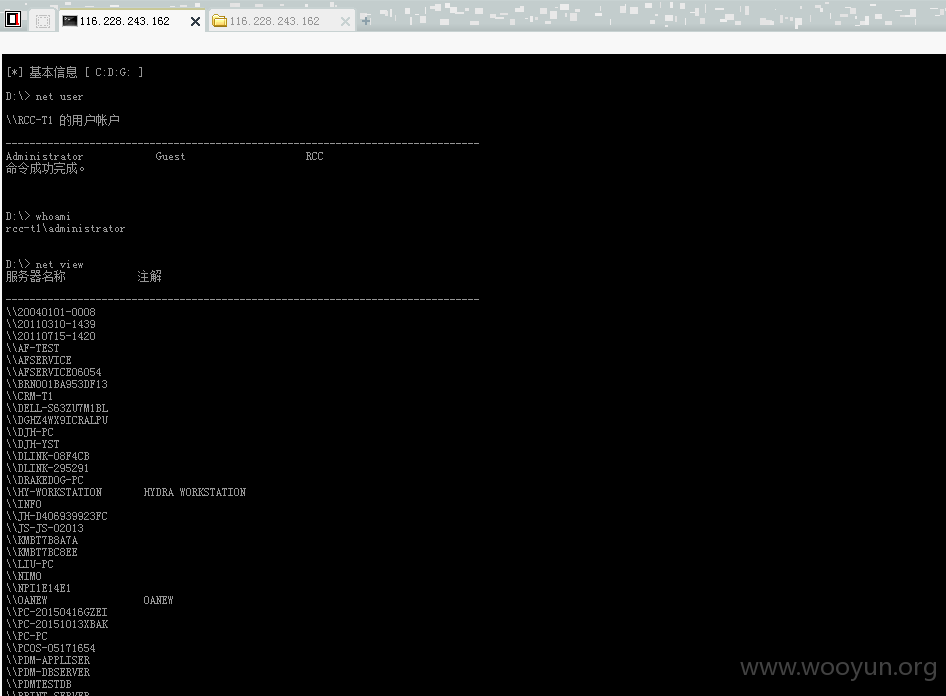 116.228.243.162 116.228.243.162
[*] 基本信息 [ C:D:G: ]
D:\> net user
\\RCC-T1 的用户帐户
-------------------------------------------------------------------------------
Administrator Guest RCC
命令成功完成。
D:\> whoami
rcc-t1\administrator
D:\> net view
服务器名称 注解
-------------------------------------------------------------------------------
\\20040101-0008
\\20110310-1439
\\20110715-1420
\\AF-TEST
\\AFSERVICE
\\AFSERVICE06054
\\BRN001BA953DF13
\\CRM-T1
\\DELL-S63ZU7M1BL
\\DGHZ4WX9ICRALPU
\\DJH-PC
\\DJH-YST
\\DLINK-08F4CB
\\DLINK-295291
\\DRAKEDOG-PC
\\HY-WORKSTATION HYDRA WORKSTATION
\\INFO
\\JH-D406939923FC
\\JS-JS-02013
\\KMBT7B8A7A
\\KMBT7BC8EE
\\LIU-PC
\\NIMO
\\NPI1E14E1
\\OANEW OANEW
\\PC-20150416GZEI
\\PC-20151013XBAK
\\PC-PC
\\PCOS-05171654
\\PDM-APPLISER
\\PDM-DBSERVER
\\PDMTESTDB
\\PRINT-SERVER
www.wooyun.org